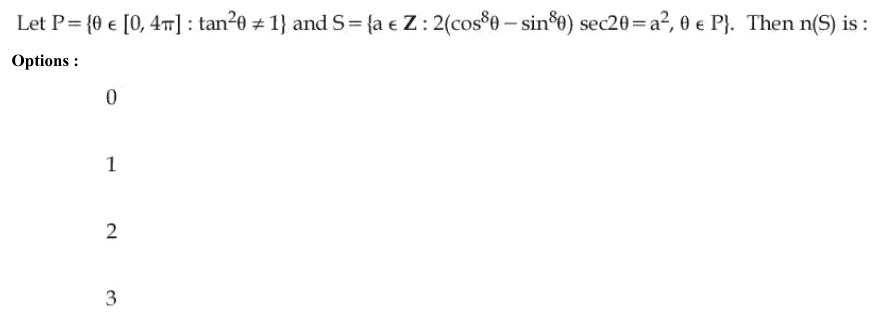 Let P = {θ ϵ [0, 4π] : tan²θ ≠ 1} and S = {a ϵ Z : 2(cos⁸θ – sin⁸θ) sec2θ = a², θ ϵ P}. Then n(S) is :
Options :
0
1
2
3